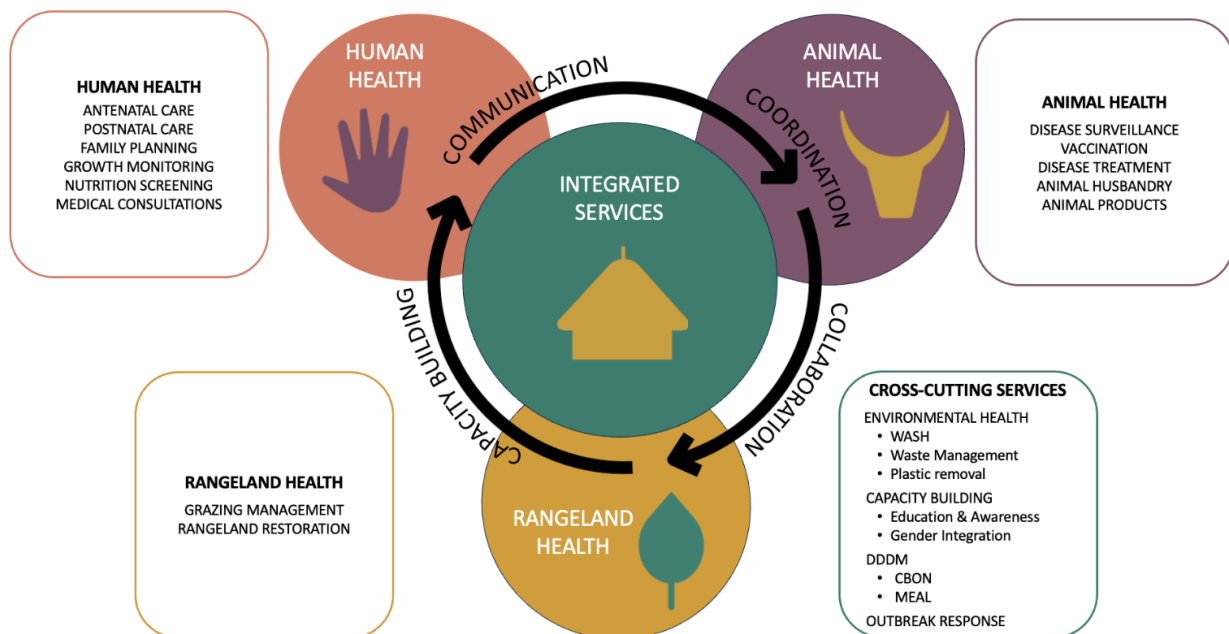 HUMAN HEALTH
ANTENATAL CARE
POSTNATAL CARE
FAMILY PLANNING
GROWTH MONITORING
NUTRITION SCREENING
MEDICAL CONSULTATIONS
HUMAN
HEALTH
COMMUNICATION
ANIMAL
HEALTH
COORDINATION
ANIMAL HEALTH
DISEASE SURVEILLANCE
VACCINATION
DISEASE TREATMENT
ANIMAL HUSBANDRY
ANIMAL PRODUCTS
INTEGRATED
SERVICES
CAPACITY BUILDING
COLLABORATION
RANGELAND HEALTH
GRAZING MANAGEMENT
RANGELAND RESTORATION
RANGELAND
HEALTH
CROSS-CUTTING SERVICES
ENVIRONMENTAL HEALTH
• WASH
• Waste Management
• Plastic removal
CAPACITY BUILDING
• Education & Awareness
• Gender Integration
DDDM
• CBON
• MEAL
OUTBREAK RESPONSE